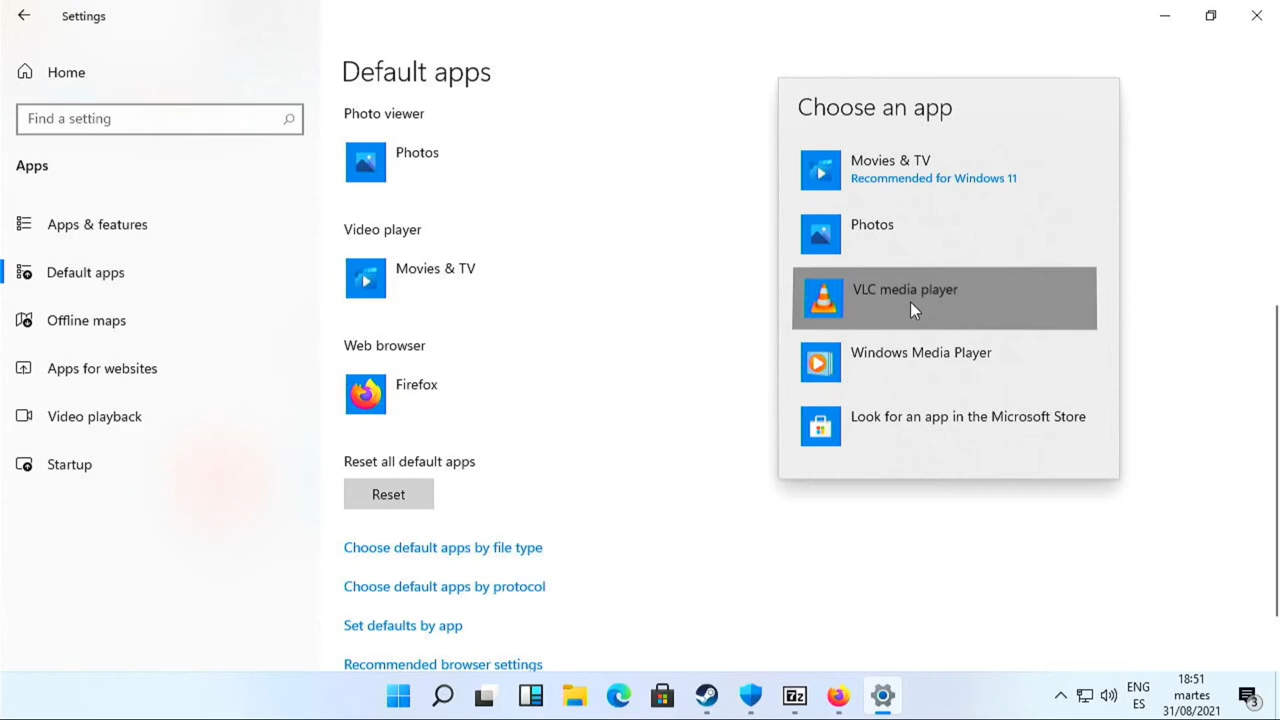 Settings
Home
Find a setting
Apps
Apps & features
Default apps
Offline maps
Apps for websites
Video playback
Startup
Default apps
Photo viewer
Photos
Video player
Movies & TV
Web browser
Firefox
Reset all default apps
Reset
Choose default apps by file type
Choose default apps by protocol
Set defaults by app
Recommended browser settings
Choose an app
Movies & TV
Recommended for Windows 11
Photos
VLC media player
Windows Media Player
Look for an app in the Microsoft Store
7z
ENG
ES
18:51
martes
31/08/2021
3